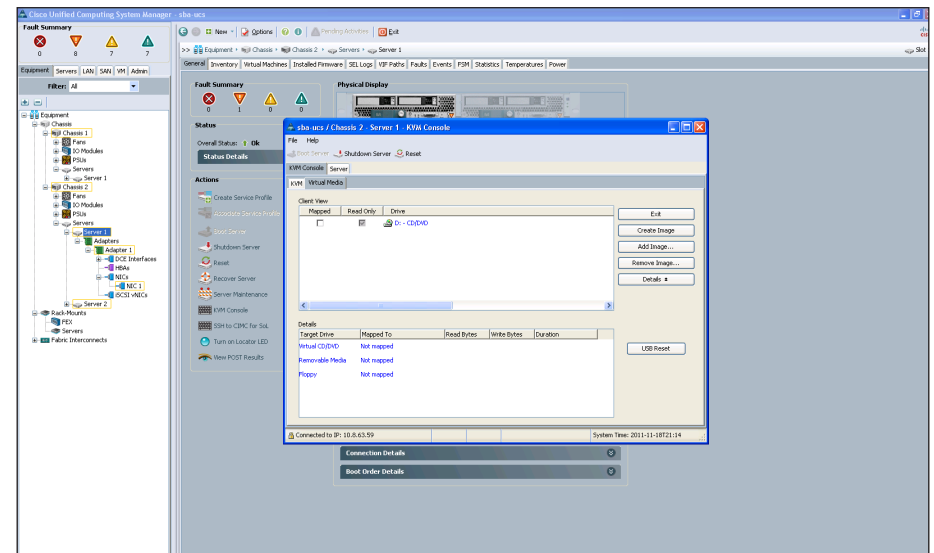 Cisco Unified Computing System Manager - sba-ucs
Fault Summary
0 8 7 7
Equipment Servers LAN SAN VM Admin
Filter: All
Equipment
Chassis
Chassis 1
Fans
IO Modules
PSUs
Servers
Server 1
Chassis 2
Fans
IO Modules
PSUs
Servers
Server 1
Adapters
Adapter 1
DCE Interfaces
HBAs
NICs
NIC 1
iSCSI vNICs
Server 2
Rack-Mounts
FEX
Servers
Fabric Interconnects
New Options Pending Activities Exit
>> Equipment Chassis Chassis 2 Servers Server 1
General Inventory Virtual Machines Installed Firmware SEL Logs VIF Paths Faults Events FSM Statistics Temperatures Power
Fault Summary
0 1 0 0
Physical Display
Status
Overall Status: Ok
Status Details
Actions
Create Service Profile
Associate Service Profile
Boot Server
Shutdown Server
Reset
Recover Server
Server Maintenance
KVM Console
SSH to CIMC for SoL
Turn on Locator LED
View POST Results
sba-ucs / Chassis 2 - Server 1 - KVM Console
File Help
Boot Server Shutdown Server Reset
KVM Console Server
KVM Virtual Media
Client View
Mapped Read Only Drive
D: - CD/DVD
Exit
Create Image
Add Image...
Remove Image...
Details
Details
Target Drive Mapped To Read Bytes Write Bytes Duration
Virtual CD/DVD Not mapped
Removable Media Not mapped
Floppy Not mapped
USB Reset
Connected to IP: 10.8.63.59 System Time: 2011-11-18T21:14
Connection Details
Boot Order Details